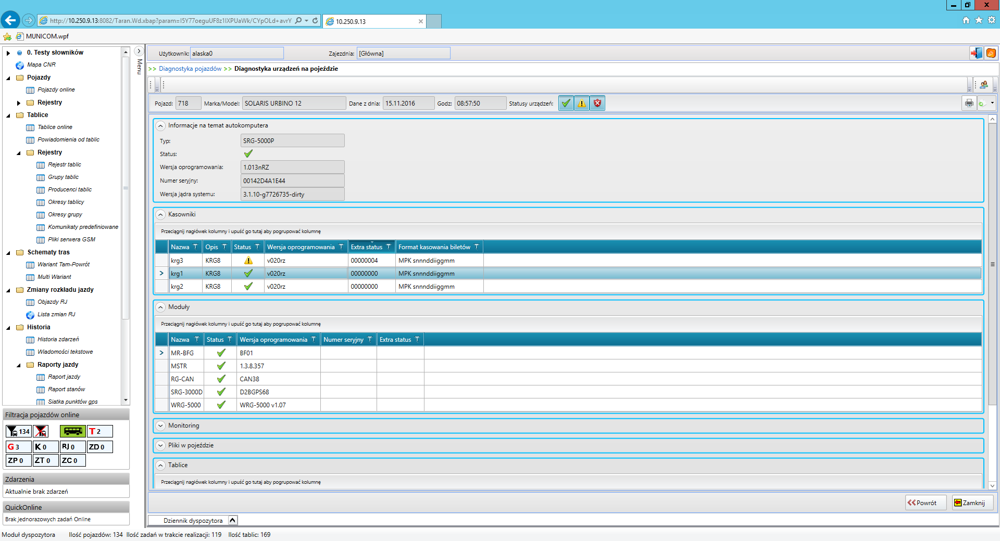 http://10.250.9.13:8082/Taran.Wd.xbap?param=I5Y77oeguUF8z1IXPUaWk/CYpOLd+avrY
10.250.9.13
MUNICOM.wpf
0. Testy słowników
Mapa CNR
Pojazdy
Pojazdy online
Rejestry
Tablice
Tablice online
Powiadomienia od tablic
Rejestry
Rejestr tablic
Grupy tablic
Producenci tablic
Okresy tablicy
Okresy grupy
Komunikaty predefiniowane
Pliki serwera GSM
Schematy tras
Wariant Tam-Powrót
Multi Wariant
Zmiany rozkładu jazdy
Objazdy RJ
Lista zmian RJ
Historia
Historia zdarzeń
Wiadomości tekstowe
Raporty jazdy
Raport jazdy
Raport stanów
Siatka punktów gps
Menu
Filtracja pojazdów online
134
T 2
G 3 K 0 RJ 0 ZD 0
ZP 0 ZT 0 ZC 0
Zdarzenia
Aktualnie brak zdarzeń
QuickOnline
Brak jednorazowych zadań Online
Użytkownik: alaska0 Zajezdnia: [Główna]
>> Diagnostyka pojazdów >> Diagnostyka urządzeń na pojeździe
Pojazd: 718 Marka/Model: SOLARIS URBINO 12 Dane z dnia: 15.11.2016 Godz: 08:57:50 Statusy urządzeń:
Informacje na temat autokomputera
Typ: SRG-5000P
Status:
Wersja oprogramowania: 1.013nRZ
Numer seryjny: 00142D4A1E44
Wersja jądra systemu: 3.1.10-g7726735-dirty
Kasowniki
Przeciągnij nagłówek kolumny i upuść go tutaj aby pogrupować kolumnę
Nazwa Opis Status Wersja oprogramowania Extra status Format kasowania biletów
krg3 KRG8 v020rz 00000004 MPK snnnddiiggmm
krg1 KRG8 v020rz 00000000 MPK snnnddiiggmm
krg2 KRG8 v020rz 00000000 MPK snnnddiiggmm
Moduły
Przeciągnij nagłówek kolumny i upuść go tutaj aby pogrupować kolumnę
Nazwa Status Wersja oprogramowania Numer seryjny Extra status
MR-BFG BF01
MSTR 1.3.8.357
RG-CAN CAN38
SRG-3000D D2BGPS68
WRG-5000 WRG-5000 v1.07
Monitoring
Pliki w pojeździe
Tablice
Przeciągnij nagłówek kolumny i upuść go tutaj aby pogrupować kolumnę
Powrót Zamknij
Dziennik dyspozytora
Moduł dyspozytora Ilość pojazdów: 134 Ilość zadań w trakcie realizacji: 119 Ilość tablic: 169